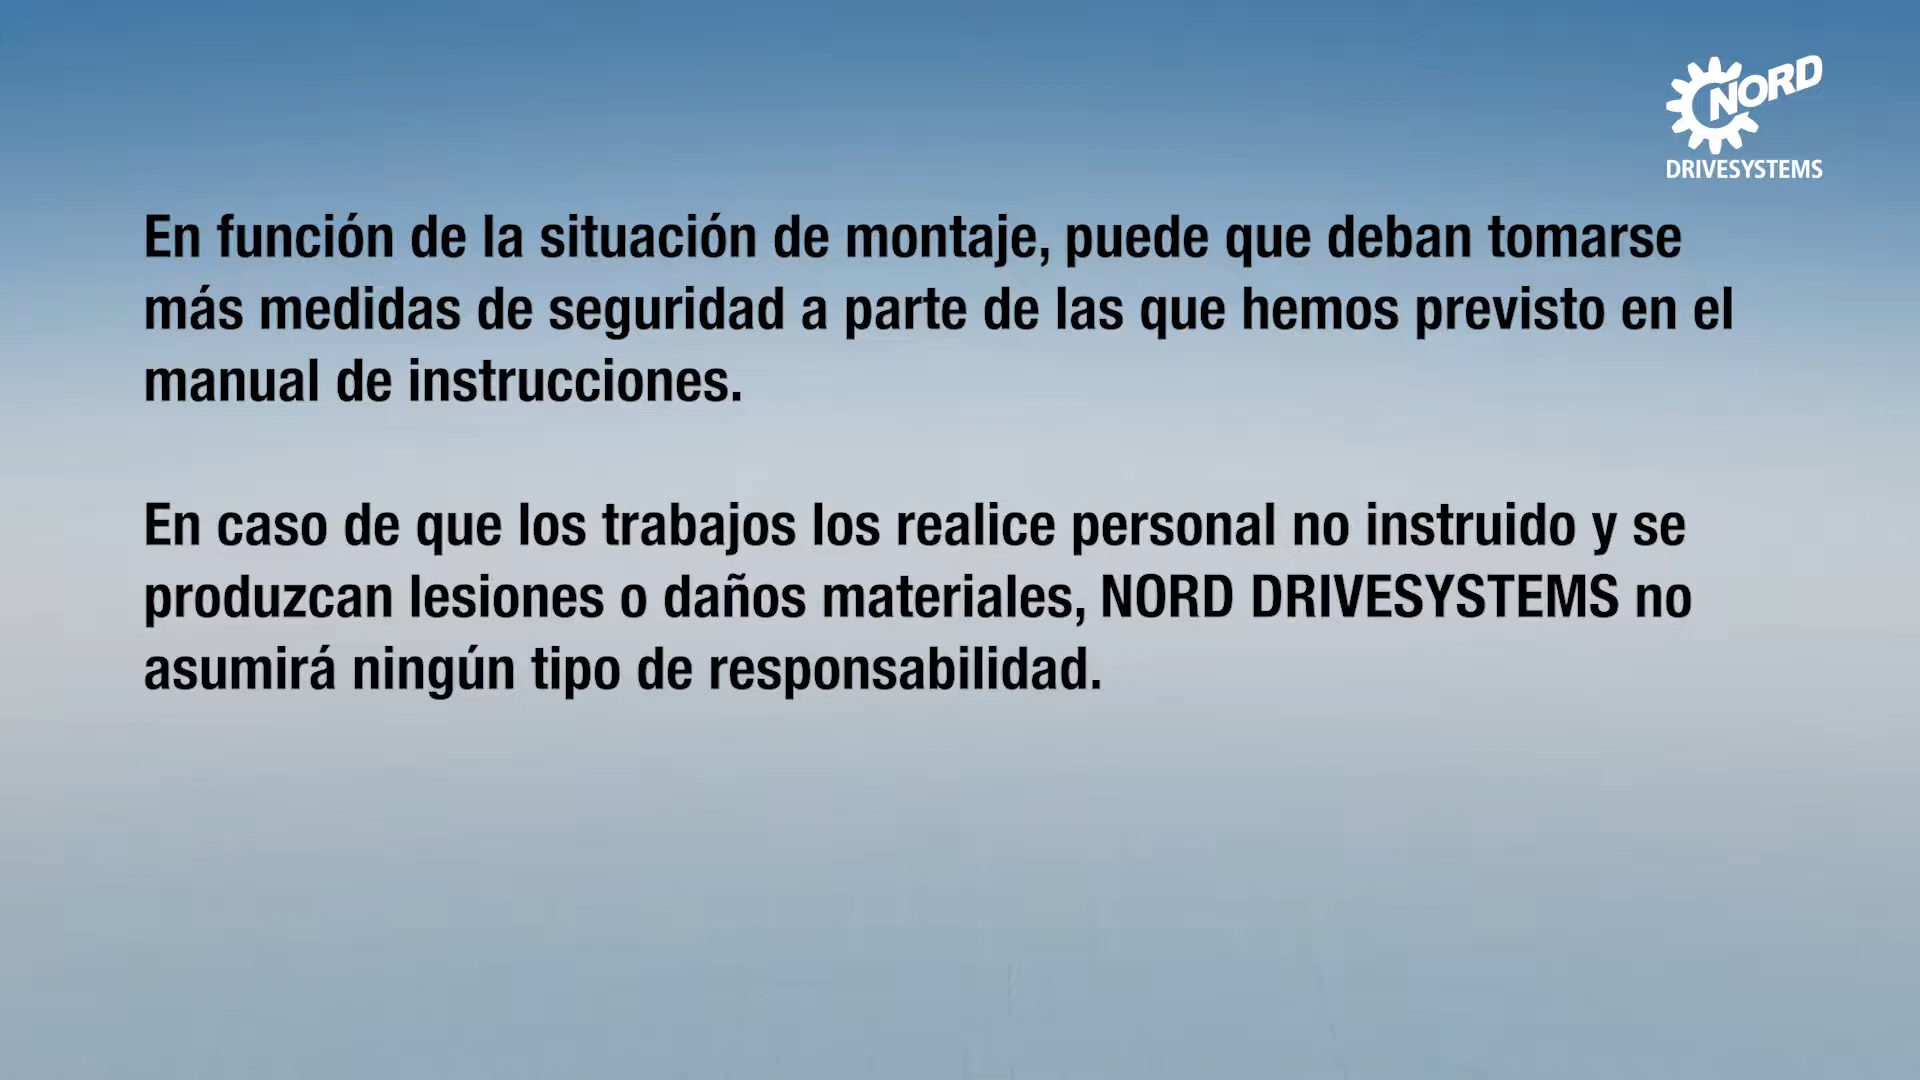 NORD
DRIVESYSTEMS
En función de la situación de montaje, puede que deban tomarse
más medidas de seguridad a parte de las que hemos previsto en el
manual de instrucciones.
En caso de que los trabajos los realice personal no instruido y se
produzcan lesiones o daños materiales, NORD DRIVESYSTEMS no
asumirá ningún tipo de responsabilidad.